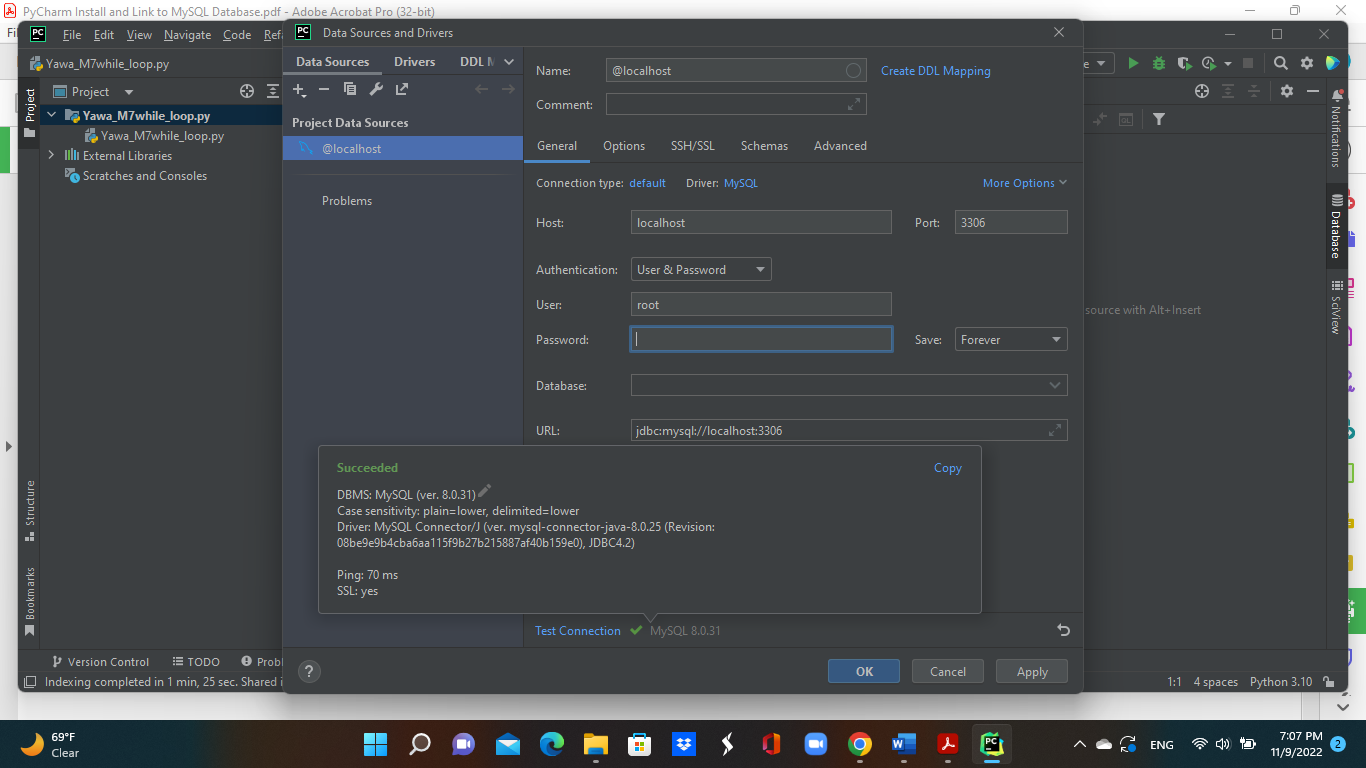 PyCharm Install and Link to MySQL Database.pdf - Adobe Acrobat Pro (32-bit)
PC File Edit View Navigate Code Ref
PC Data Sources and Drivers
Yawa_M7while_loop.py
Data Sources Drivers DDL M
Name: @localhost Create DDL Mapping
Comment:
Project
Project
Yawa_M7while_loop.py
Yawa_M7while_loop.py
External Libraries
Scratches and Consoles
Project Data Sources
@localhost
Problems
General Options SSH/SSL Schemas Advanced
Connection type: default Driver: MySQL More Options
Host: localhost Port: 3306
Authentication: User & Password
User: root
Password: Save: Forever
Database:
URL: jdbc:mysql://localhost:3306
source with Alt+Insert
Notifications
Database
SciView
Succeeded Copy
DBMS: MySQL (ver. 8.0.31)
Case sensitivity: plain=lower, delimited=lower
Driver: MySQL Connector/J (ver. mysql-connector-java-8.0.25 (Revision:
08be9e9b4cba6aa115f9b27b215887af40b159e0), JDBC4.2)
Ping: 70 ms
SSL: yes
Test Connection MySQL 8.0.31
? OK Cancel Apply
Structure
Bookmarks
Version Control TODO Probl
Indexing completed in 1 min, 25 sec. Shared i 1:1 4 spaces Python 3.10
69°F
Clear
ENG
7:07 PM
11/9/2022
2